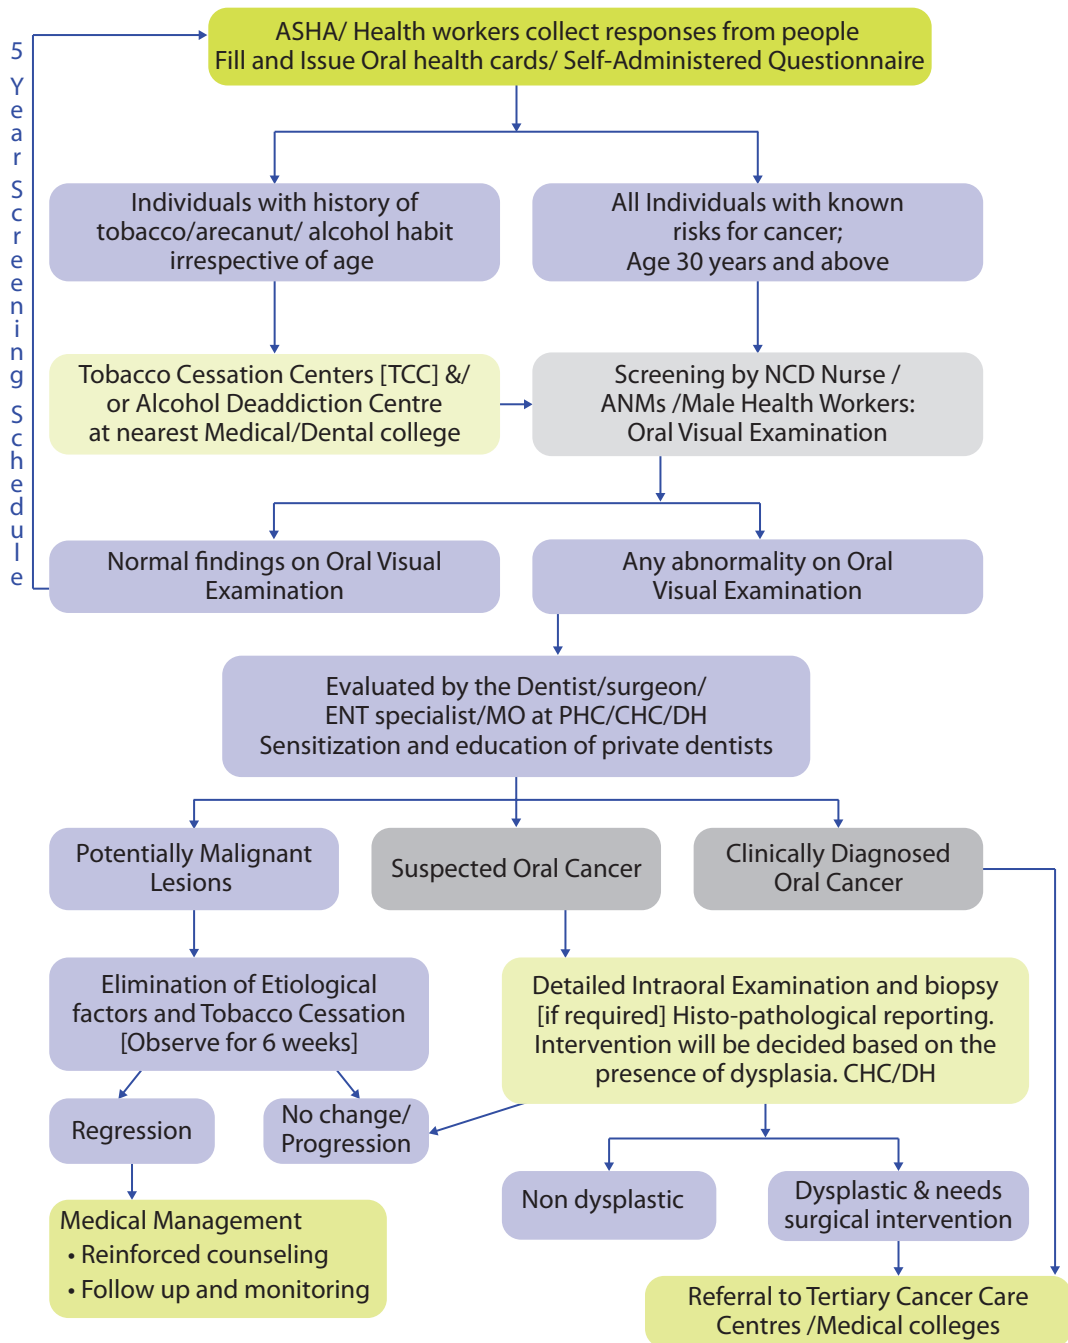 ASHA/ Health workers collect responses from people
Fill and Issue Oral health cards/ Self-Administered Questionnaire
5 Year Screening Schedule
Individuals with history of
tobacco/arecanut/ alcohol habit
irrespective of age
All Individuals with known
risks for cancer;
Age 30 years and above
Tobacco Cessation Centers [TCC] &/
or Alcohol Deaddiction Centre
at nearest Medical/Dental college
Screening by NCD Nurse /
ANMs /Male Health Workers:
Oral Visual Examination
Normal findings on Oral Visual
Examination
Any abnormality on Oral
Visual Examination
Evaluated by the Dentist/surgeon/
ENT specialist/MO at PHC/CHC/DH
Sensitization and education of private dentists
Potentially Malignant
Lesions
Suspected Oral Cancer
Clinically Diagnosed
Oral Cancer
Elimination of Etiological
factors and Tobacco Cessation
[Observe for 6 weeks]
Detailed Intraoral Examination and biopsy
[if required] Histo-pathological reporting.
Intervention will be decided based on the
presence of dysplasia. CHC/DH
Regression
No change/
Progression
Non dysplastic
Dysplastic & needs
surgical intervention
Medical Management
• Reinforced counseling
• Follow up and monitoring
Referral to Tertiary Cancer Care
Centres /Medical colleges